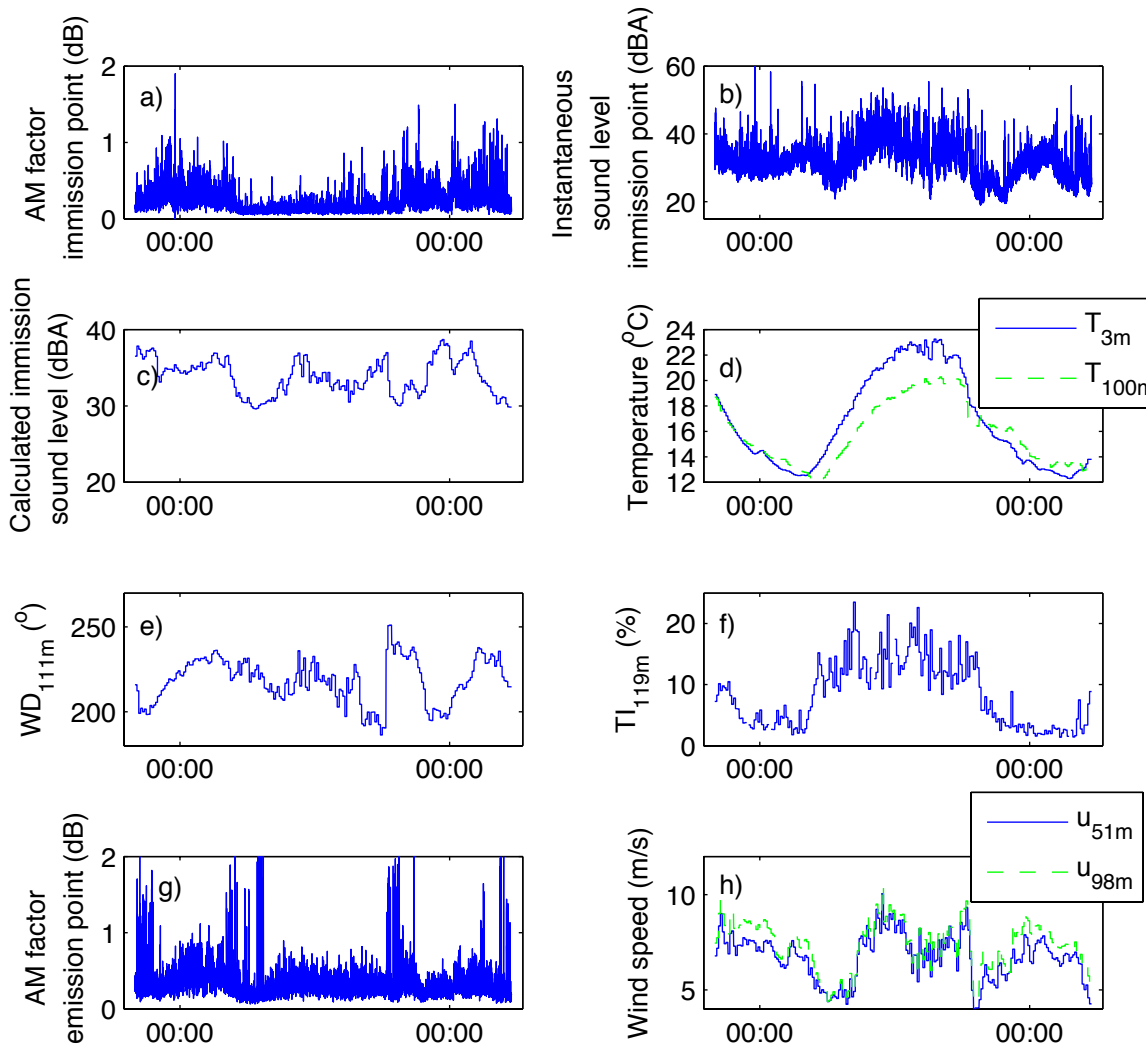 AM factor
immission point (dB)
2
1
0
a)
00:00
00:00
Instantaneous
sound level
immission point (dBA)
60
40
20
b)
00:00
00:00
Calculated immission
sound level (dBA)
40
30
20
c)
00:00
00:00
Temperature (°C)
24
22
20
18
16
14
12
d)
T3m
T100m
00:00
00:00
WD111m (°)
250
200
e)
00:00
00:00
TI119m (%)
20
10
0
f)
00:00
00:00
AM factor
emission point (dB)
2
1
0
g)
00:00
00:00
Wind speed (m/s)
10
5
h)
u51m
u98m
00:00
00:00